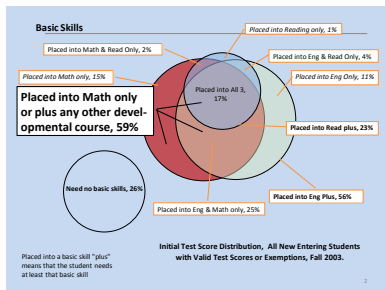 Basic Skills
Placed into Reading only, 1%
Placed into Math & Read Only, 2%
Placed into Eng & Read Only, 4%
Placed into Math only, 15%
Placed into Eng Only, 11%
Placed into All 3,
17%
Placed into Math only
or plus any other devel-
opmental course, 59%
Placed into Read plus, 23%
Need no basic skills, 26%
Placed into Eng Plus, 56%
Placed into Eng & Math only, 25%
Initial Test Score Distribution, All New Entering Students
with Valid Test Scores or Exemptions, Fall 2003.
Placed into a basic skill "plus"
means that the student needs
at least that basic skill
2